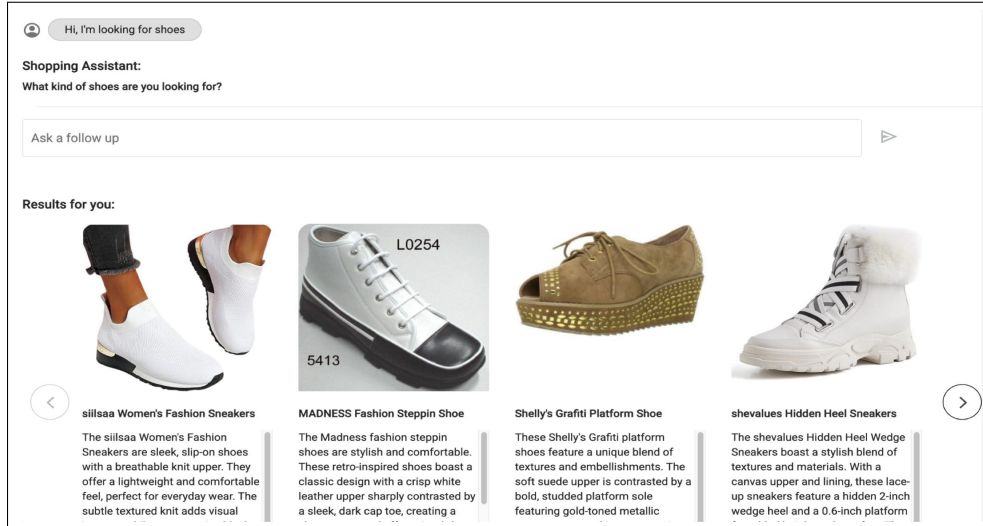 Hi, I'm looking for shoes
Shopping Assistant:
What kind of shoes are you looking for?
Ask a follow up
Results for you:
L0254
5413
siilsaa Women's Fashion Sneakers
The siilsaa Women's Fashion
Sneakers are sleek, slip-on shoes
with a breathable knit upper. They
offer a lightweight and comfortable
feel, perfect for everyday wear. The
subtle textured knit adds visual
MADNESS Fashion Steppin Shoe
The Madness fashion steppin
shoes are stylish and comfortable.
These retro-inspired shoes boast a
classic design with a crisp white
leather upper sharply contrasted by
a sleek, dark cap toe, creating a
Shelly's Grafiti Platform Shoe
These Shelly's Grafiti platform
shoes feature a unique blend of
textures and embellishments. The
soft suede upper is contrasted by a
bold, studded platform sole
featuring gold-toned metallic
shevalues Hidden Heel Sneakers
The shevalues Hidden Heel Wedge
Sneakers boast a stylish blend of
textures and materials. With a
canvas upper and lining, these lace-
up sneakers feature a hidden 2-inch
wedge heel and a 0.6-inch platform